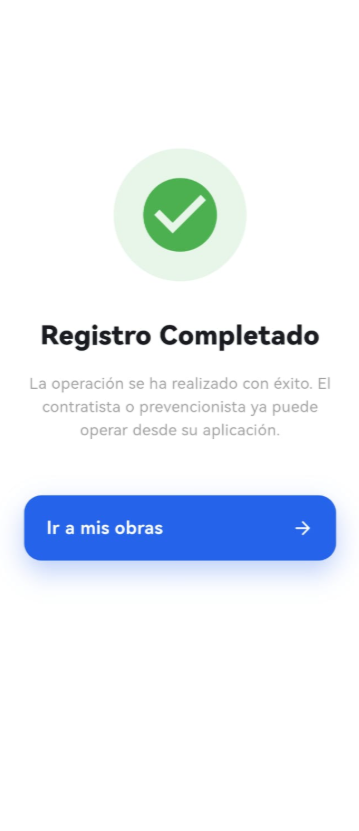 Registro Completado
La operación se ha realizado con éxito. El
contratista o prevencionista ya puede
operar desde su aplicación.
Ir a mis obras